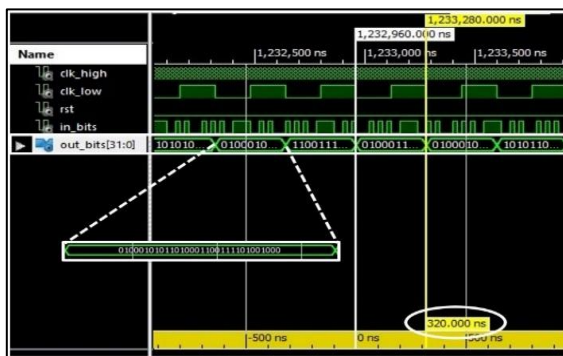 1,233,280.000 ns
1,232,960.000 ns
Name
|1,232,500 ns |1,233,000 ns |1,233,500 ns
clk_high
clk_low
rst
in_bits
out_bits[31:0] 101010... 0100010... 1100111... 0100011... 0100010... 1010110...
01000101011010001100111101001000
320.000 ns
-500 ns 0 ns 500 ns